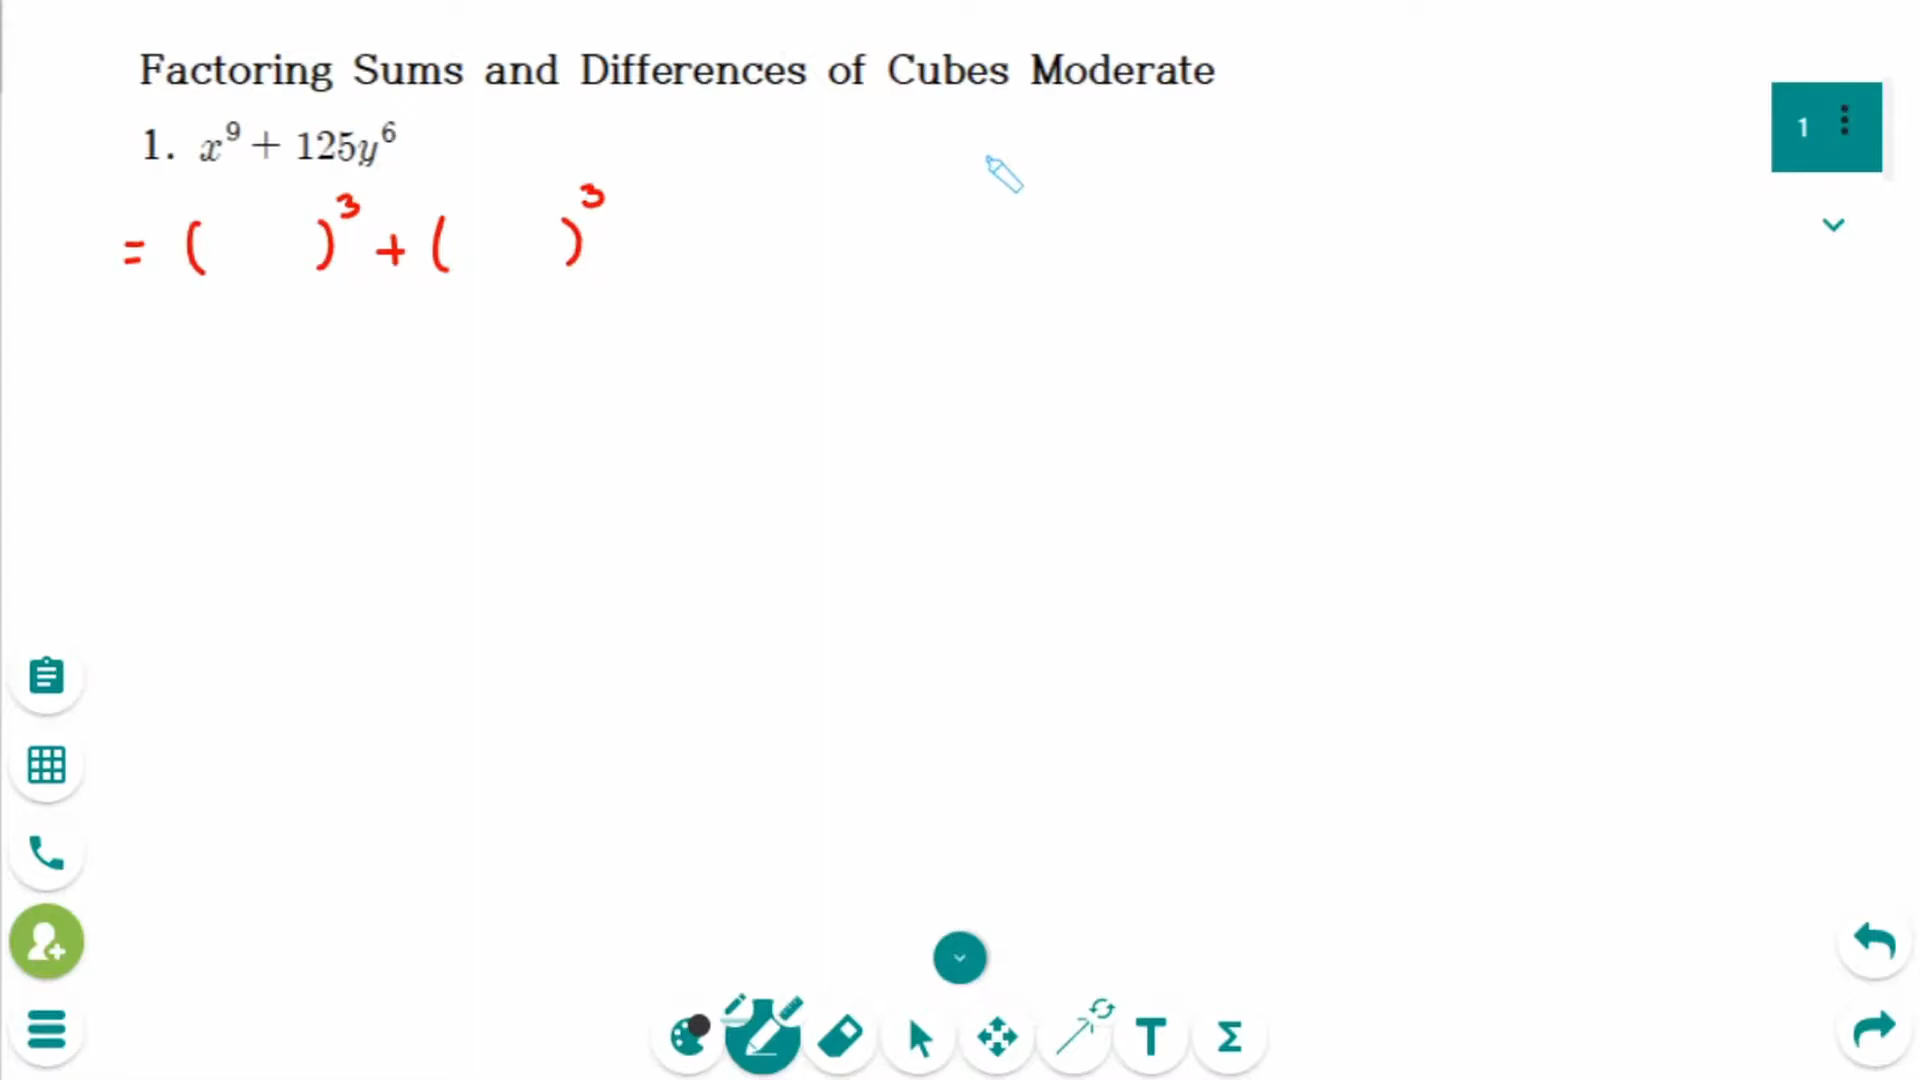 Factoring Sums and Differences of Cubes Moderate
1. x⁹ + 125y⁶
= (   )³ + (   )³
1
T
Σ